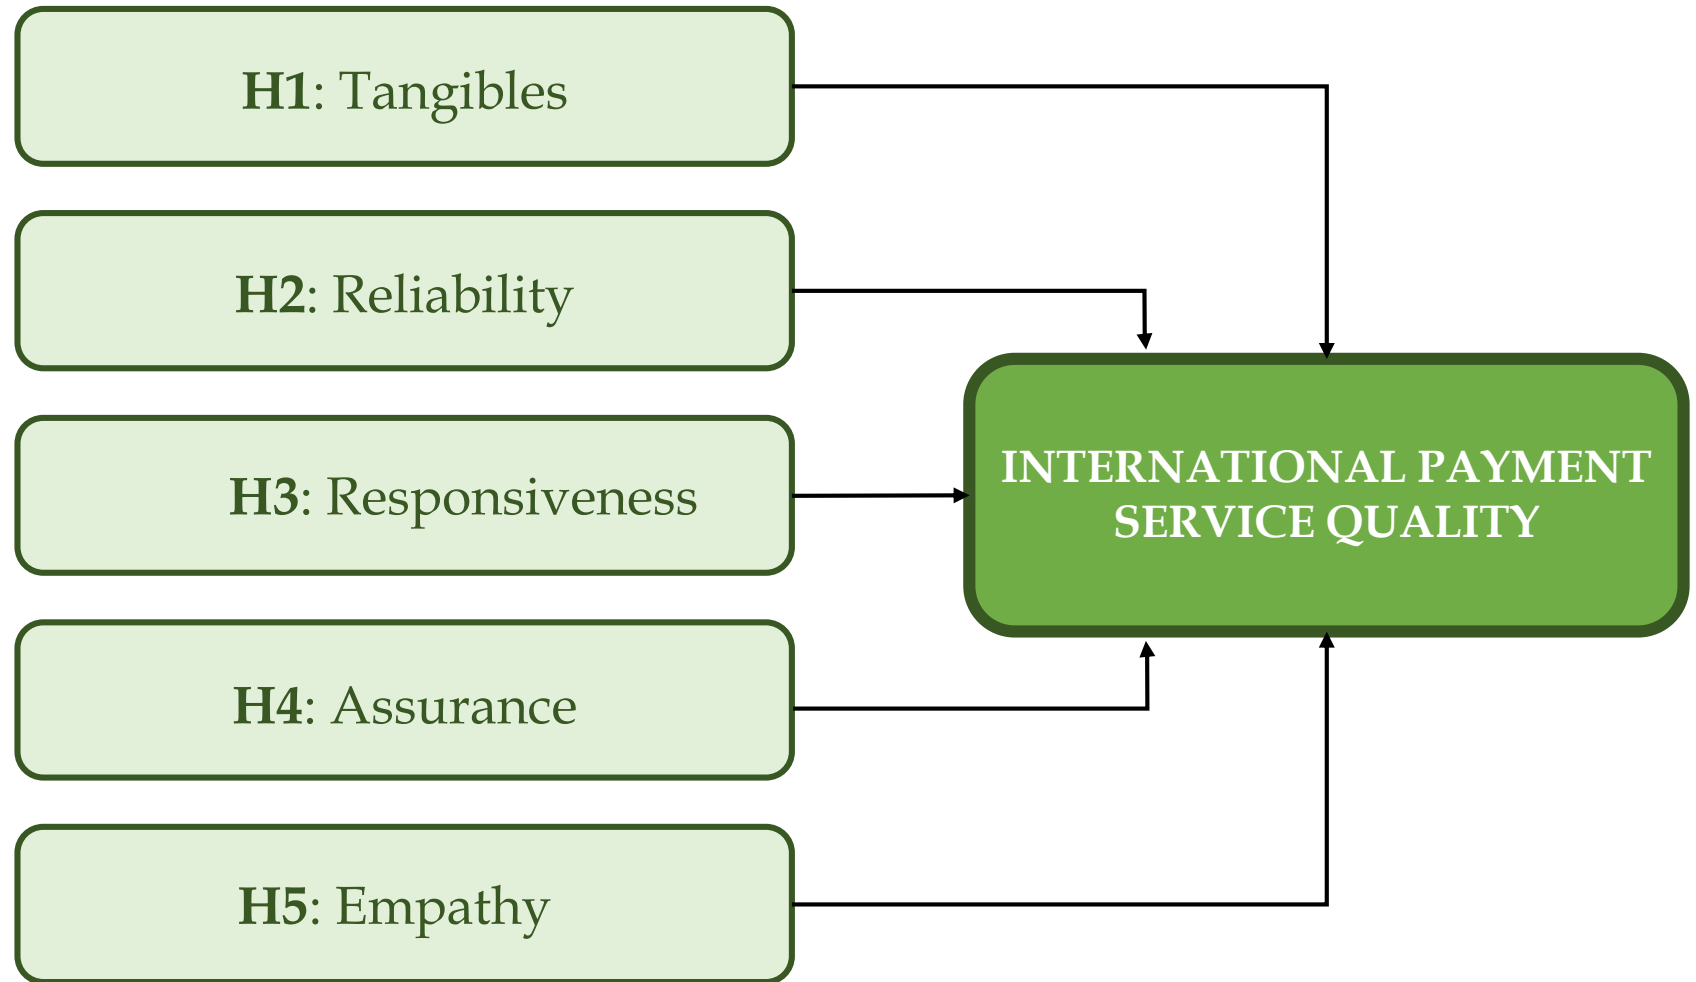 H1: Tangibles
H2: Reliability
H3: Responsiveness
H4: Assurance
H5: Empathy
INTERNATIONAL PAYMENT
SERVICE QUALITY